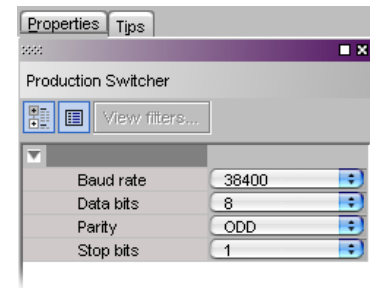 Properties Tips
Production Switcher
View filters...
Baud rate 38400
Data bits 8
Parity ODD
Stop bits 1